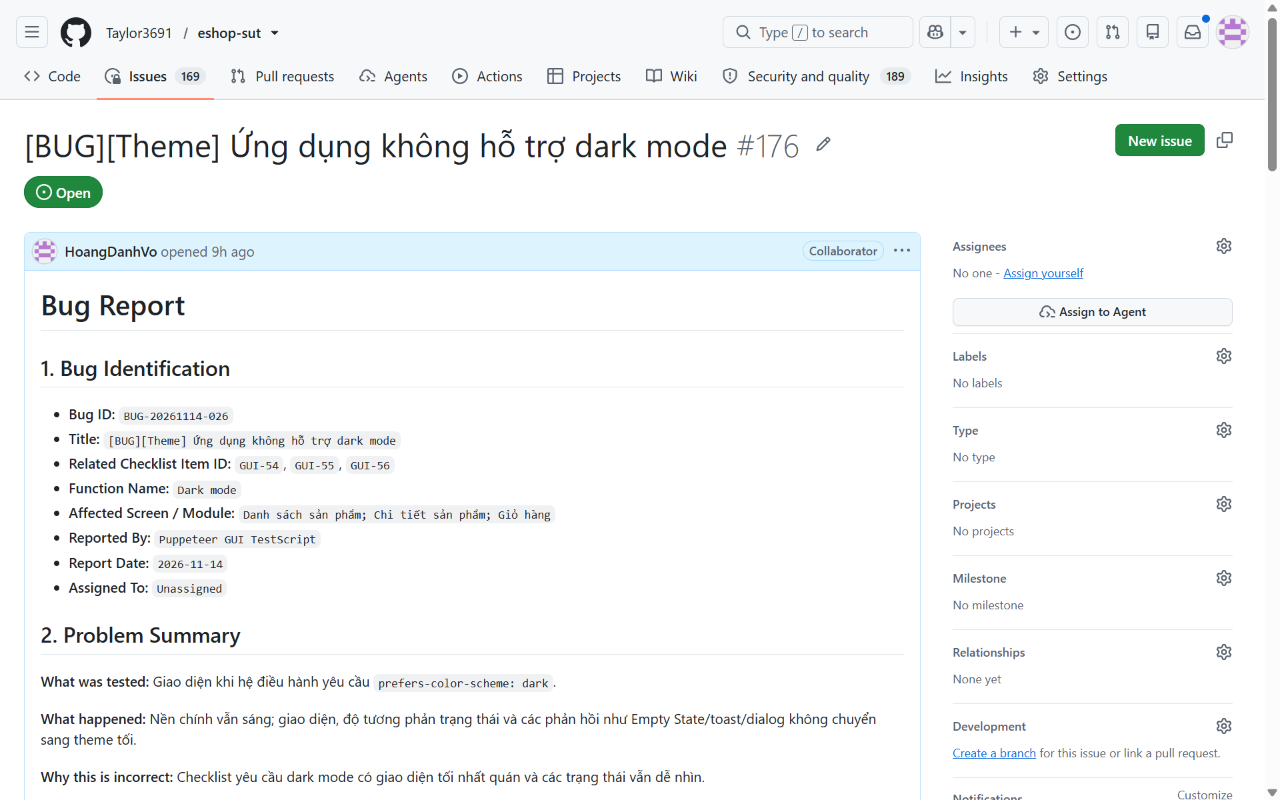 Taylor3691 / eshop-sut
Type / to search
Code
Issues 169
Pull requests
Agents
Actions
Projects
Wiki
Security and quality 189
Insights
Settings
[BUG][Theme] Ứng dụng không hỗ trợ dark mode #176
New issue
Open
HoangDanhVo opened 9h ago
Collaborator
Bug Report
1. Bug Identification
Bug ID: BUG-20261114-026
Title: [BUG][Theme] Ứng dụng không hỗ trợ dark mode
Related Checklist Item ID: GUI-54, GUI-55, GUI-56
Function Name: Dark mode
Affected Screen / Module: Danh sách sản phẩm; Chi tiết sản phẩm; Giỏ hàng
Reported By: Puppeteer GUI TestScript
Report Date: 2026-11-14
Assigned To: Unassigned
2. Problem Summary
What was tested: Giao diện khi hệ điều hành yêu cầu prefers-color-scheme: dark.
What happened: Nền chính vẫn sáng; giao diện, độ tương phản trạng thái và các phản hồi như Empty State/toast/dialog không chuyển
sang theme tối.
Why this is incorrect: Checklist yêu cầu dark mode có giao diện tối nhất quán và các trạng thái vẫn dễ nhìn.
Assignees
No one - Assign yourself
Assign to Agent
Labels
No labels
Type
No type
Projects
No projects
Milestone
No milestone
Relationships
None yet
Development
Create a branch for this issue or link a pull request.
Notifications
Customize